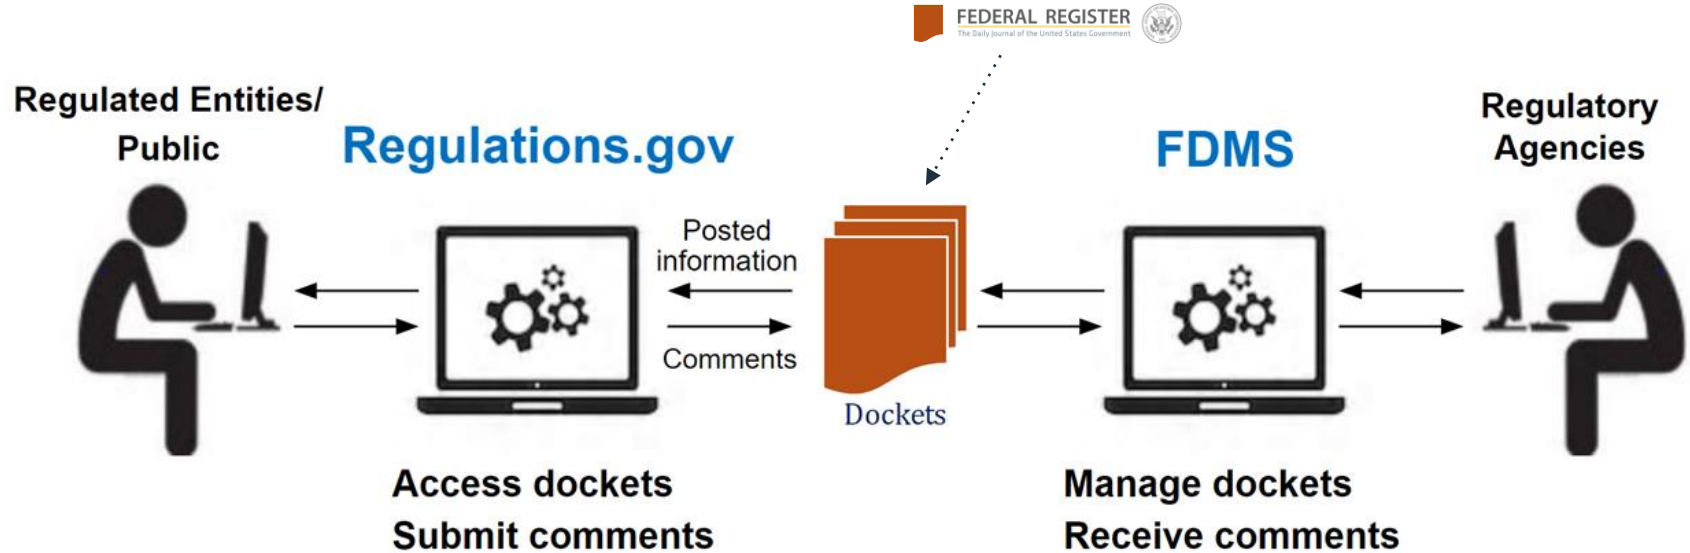 FEDERAL REGISTER
The Daily Journal of the United States Government
Regulated Entities/
Public
Regulations.gov
FDMS
Regulatory
Agencies
Posted
information
Comments
Dockets
Access dockets
Submit comments
Manage dockets
Receive comments